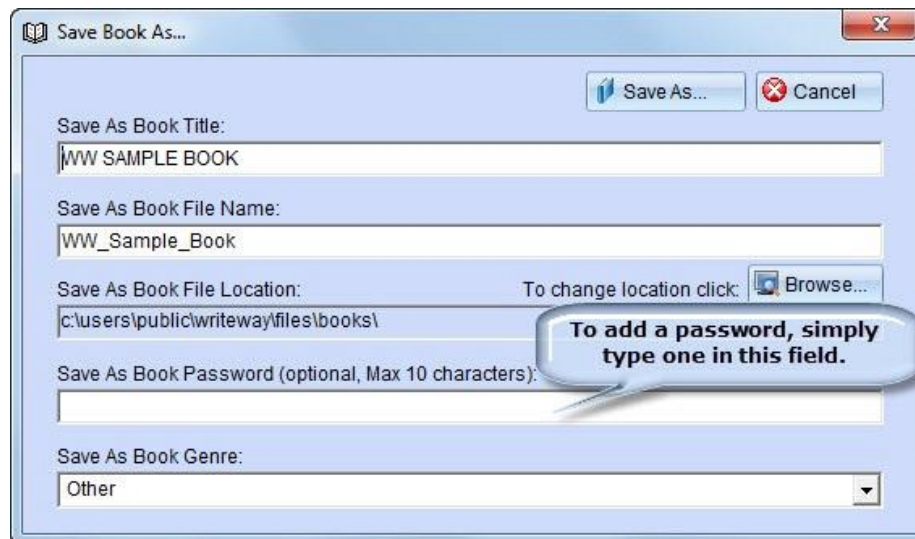 Save Book As...
Save As... Cancel
Save As Book Title:
WW SAMPLE BOOK
Save As Book File Name:
WW_Sample_Book
Save As Book File Location: To change location click: Browse...
c:\users\public\writeway\files\books\
To add a password, simply
type one in this field.
Save As Book Password (optional, Max 10 characters):
Save As Book Genre:
Other